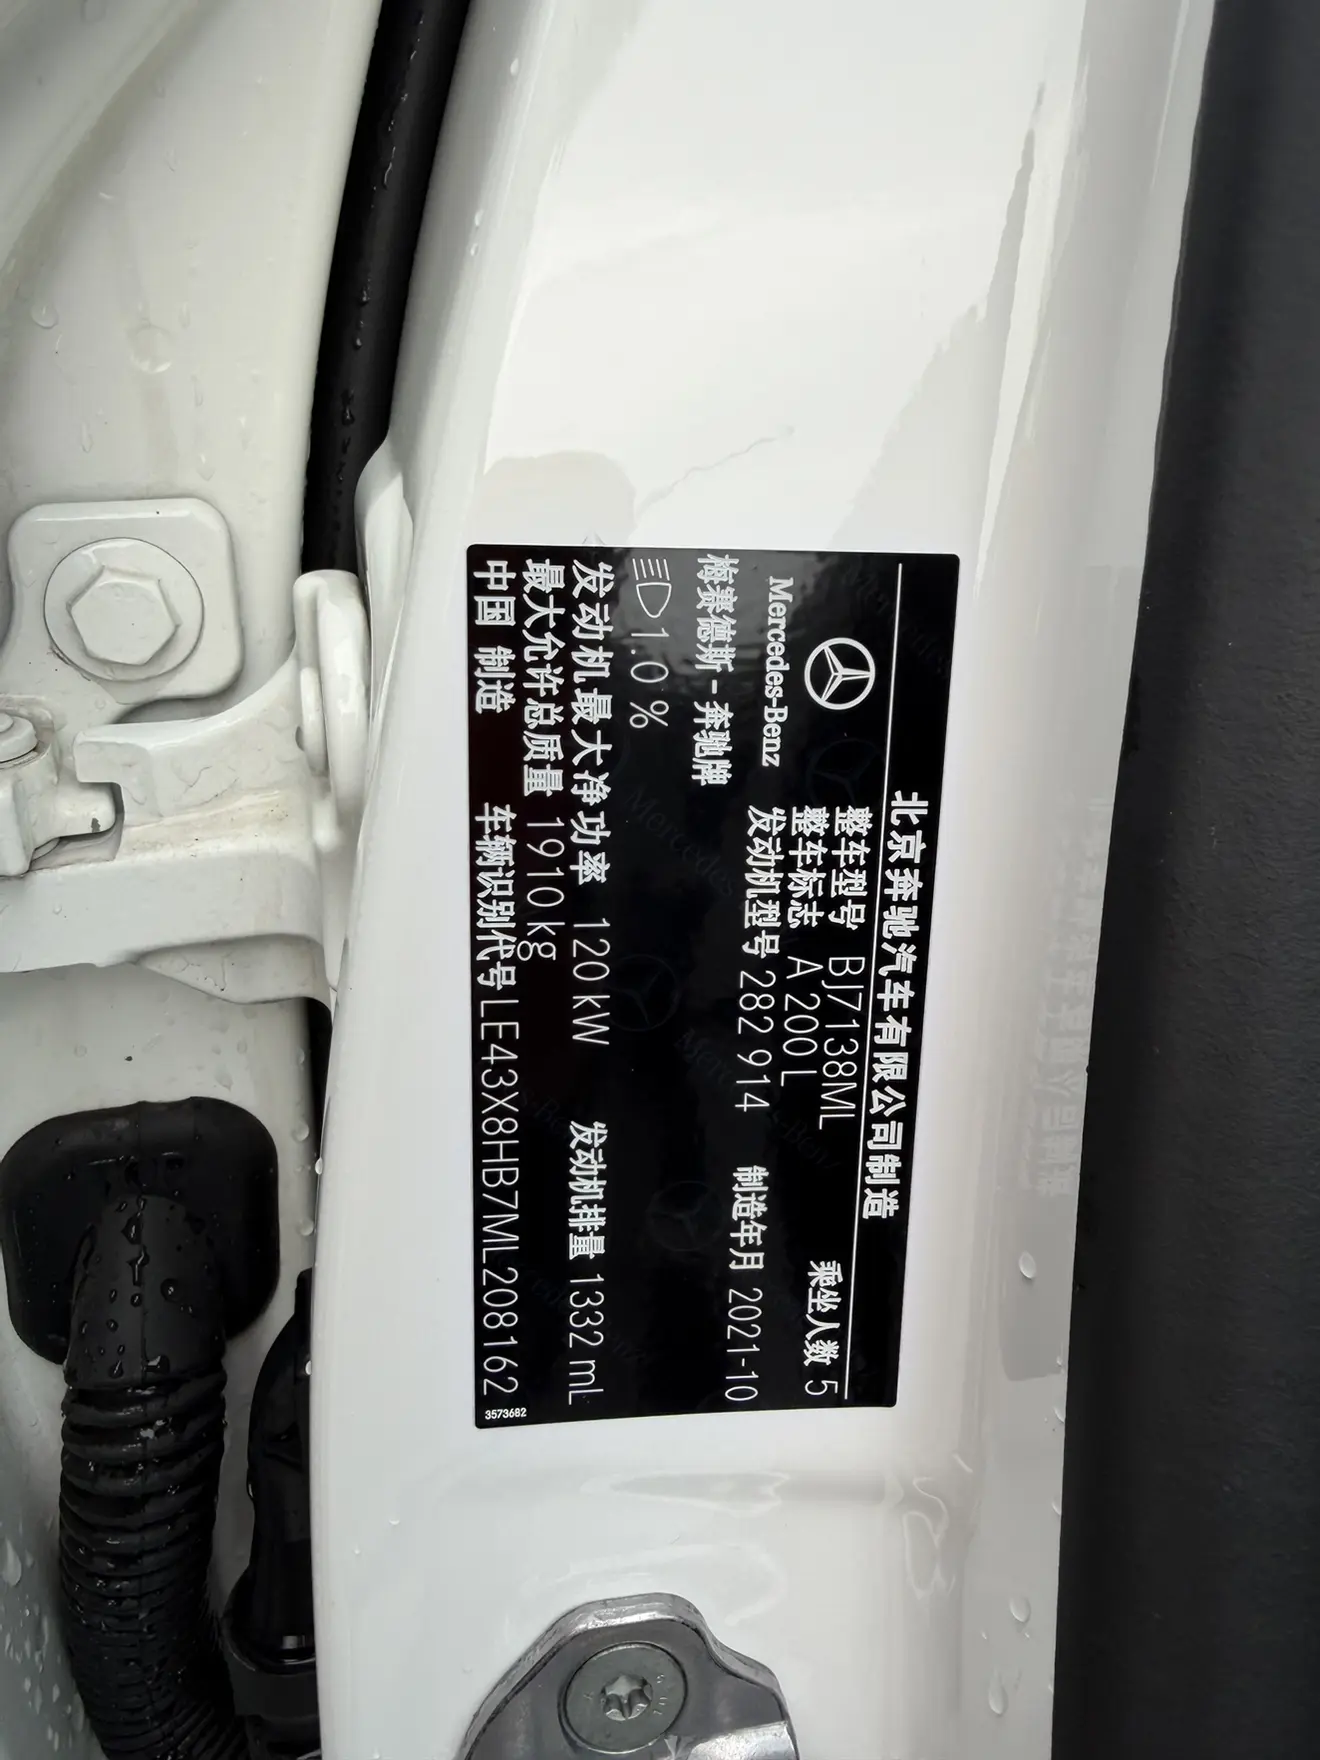 北京奔驰汽车有限公司制造
Mercedes-Benz
梅赛德斯-奔驰牌
整车型号 BJ7138ML 乘坐人数 5
整车标志 A 200 L
发动机型号 282 914 制造年月 2021-10
1.0 %
发动机最大净功率 120 kW 发动机排量 1332 mL
最大允许总质量 1910 kg
中国 制造 车辆识别代号 LE43X8HB7ML208162
3573682